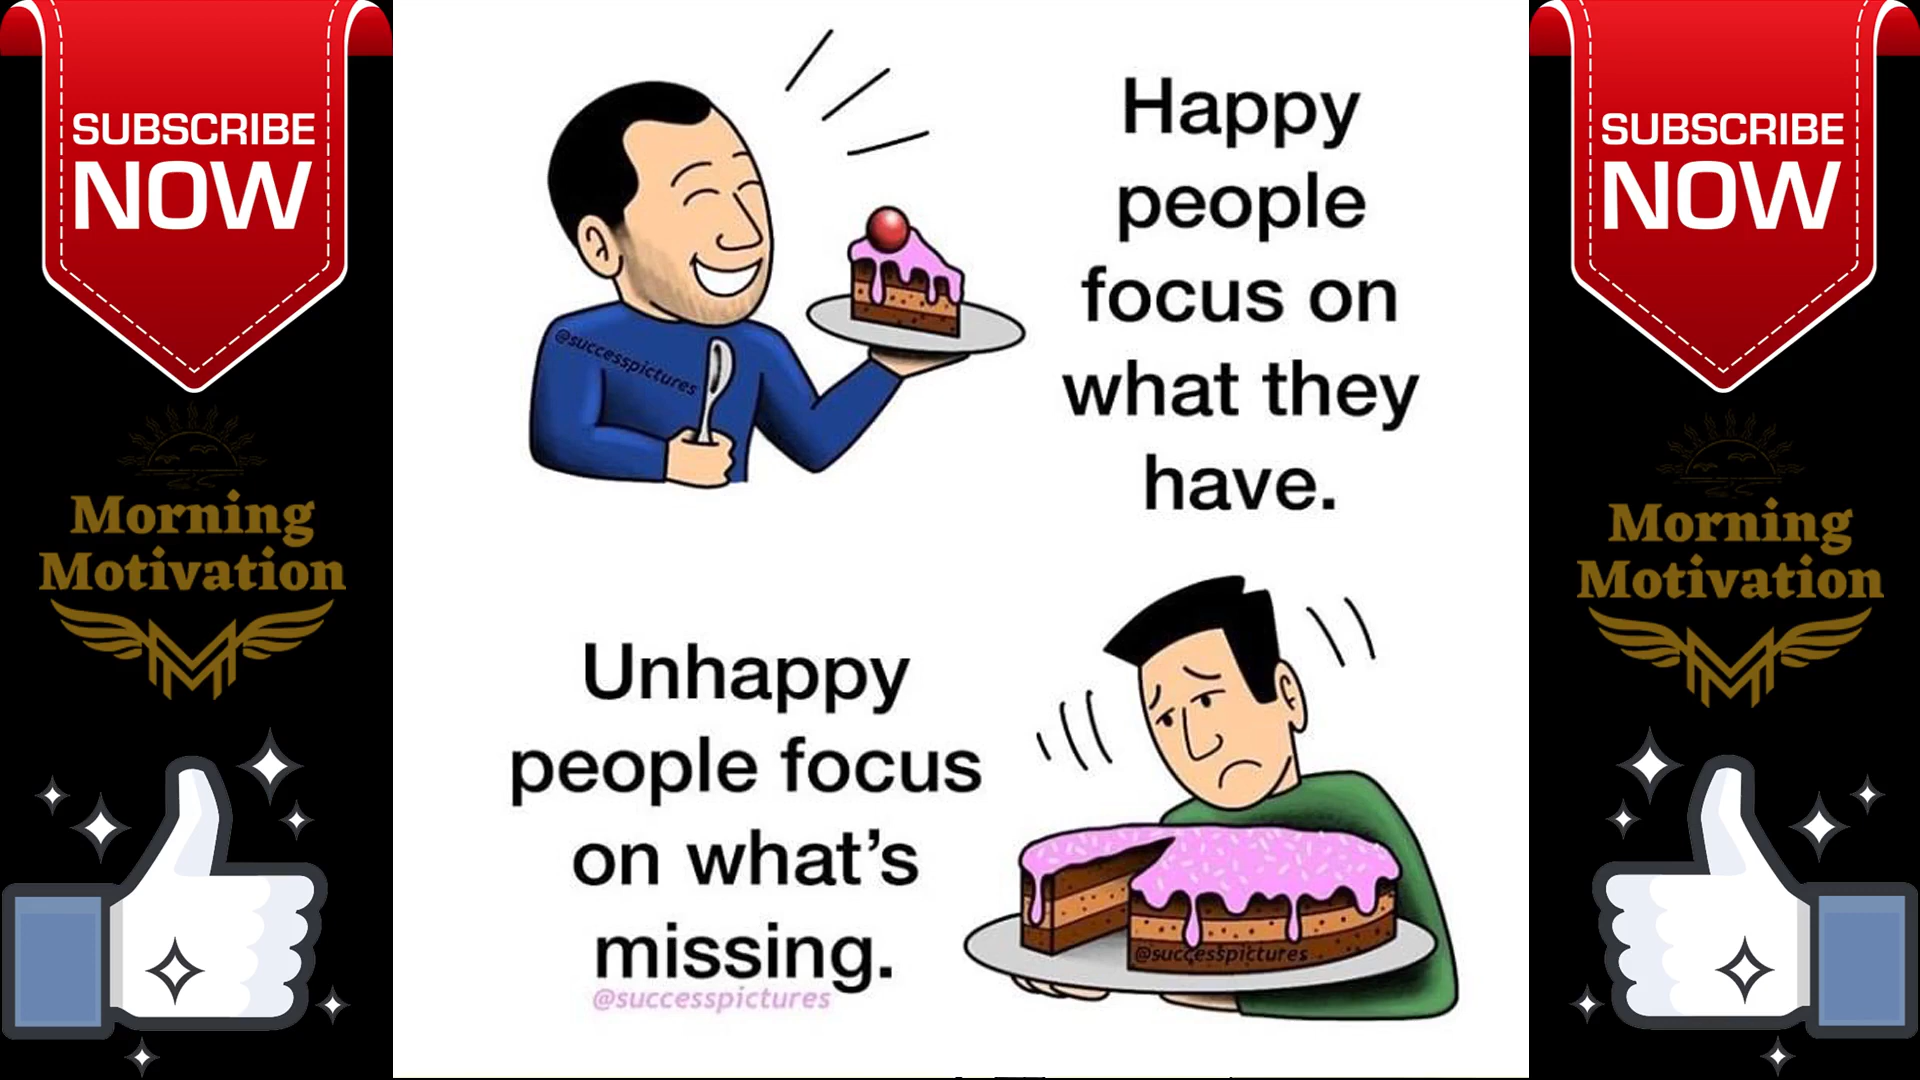 SUBSCRIBE
NOW
Morning
Motivation
@successpictures
Happy
people
focus on
what they
have.
Unhappy
people focus
on what's
missing.
@successpictures
@successpictures
SUBSCRIBE
NOW
Morning
Motivation